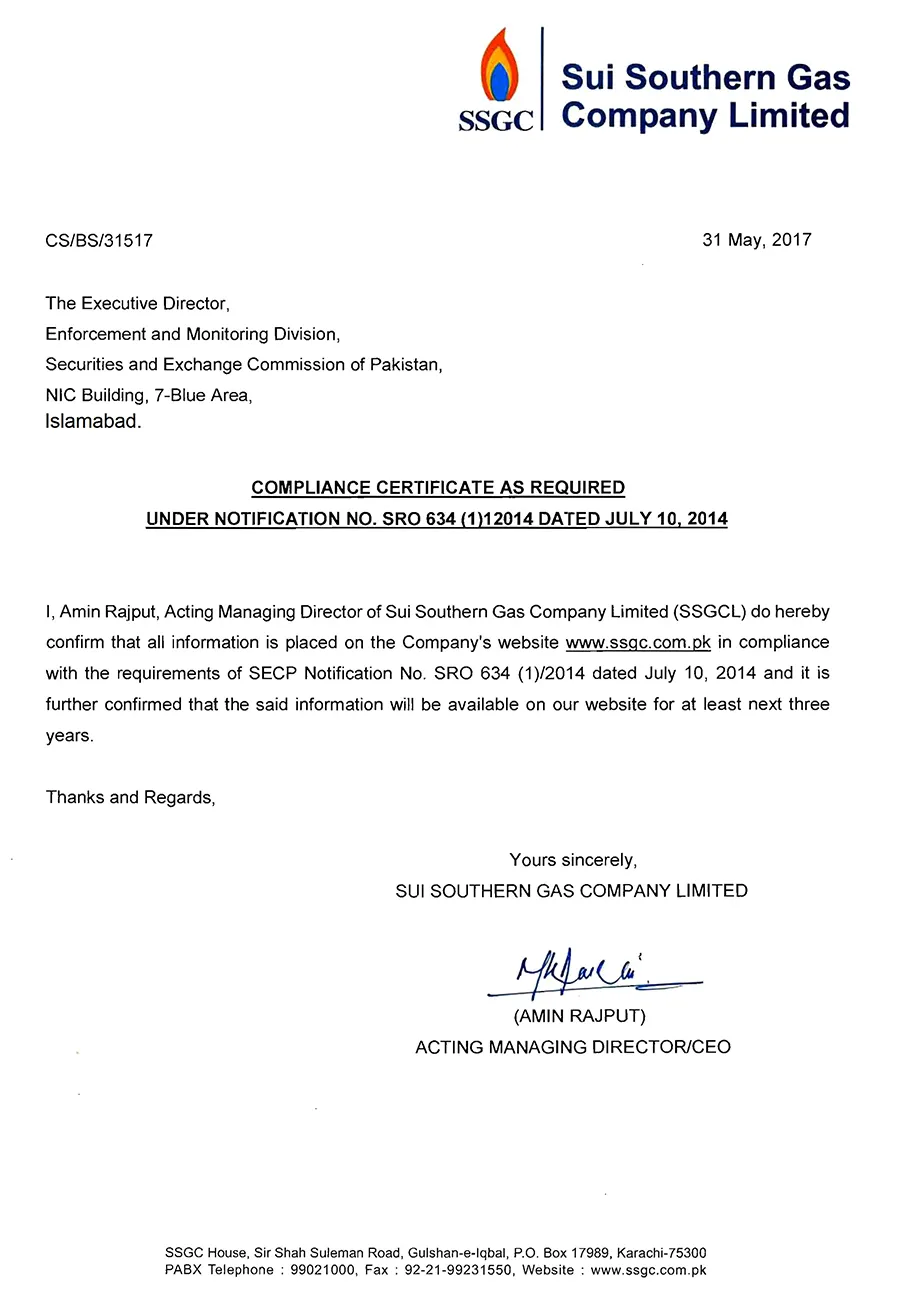 SSGC
Sui Southern Gas
Company Limited
CS/BS/31517
31 May, 2017
The Executive Director,
Enforcement and Monitoring Division,
Securities and Exchange Commission of Pakistan,
NIC Building, 7-Blue Area,
Islamabad.
COMPLIANCE CERTIFICATE AS REQUIRED
UNDER NOTIFICATION NO. SRO 634 (1)12014 DATED JULY 10, 2014
I, Amin Rajput, Acting Managing Director of Sui Southern Gas Company Limited (SSGCL) do hereby
confirm that all information is placed on the Company's website www.ssgc.com.pk in compliance
with the requirements of SECP Notification No. SRO 634 (1)/2014 dated July 10, 2014 and it is
further confirmed that the said information will be available on our website for at least next three
years.
Thanks and Regards,
Yours sincerely,
SUI SOUTHERN GAS COMPANY LIMITED
(AMIN RAJPUT)
ACTING MANAGING DIRECTOR/CEO
SSGC House, Sir Shah Suleman Road, Gulshan-e-Iqbal, P.O. Box 17989, Karachi-75300
PABX Telephone : 99021000, Fax : 92-21-99231550, Website : www.ssgc.com.pk